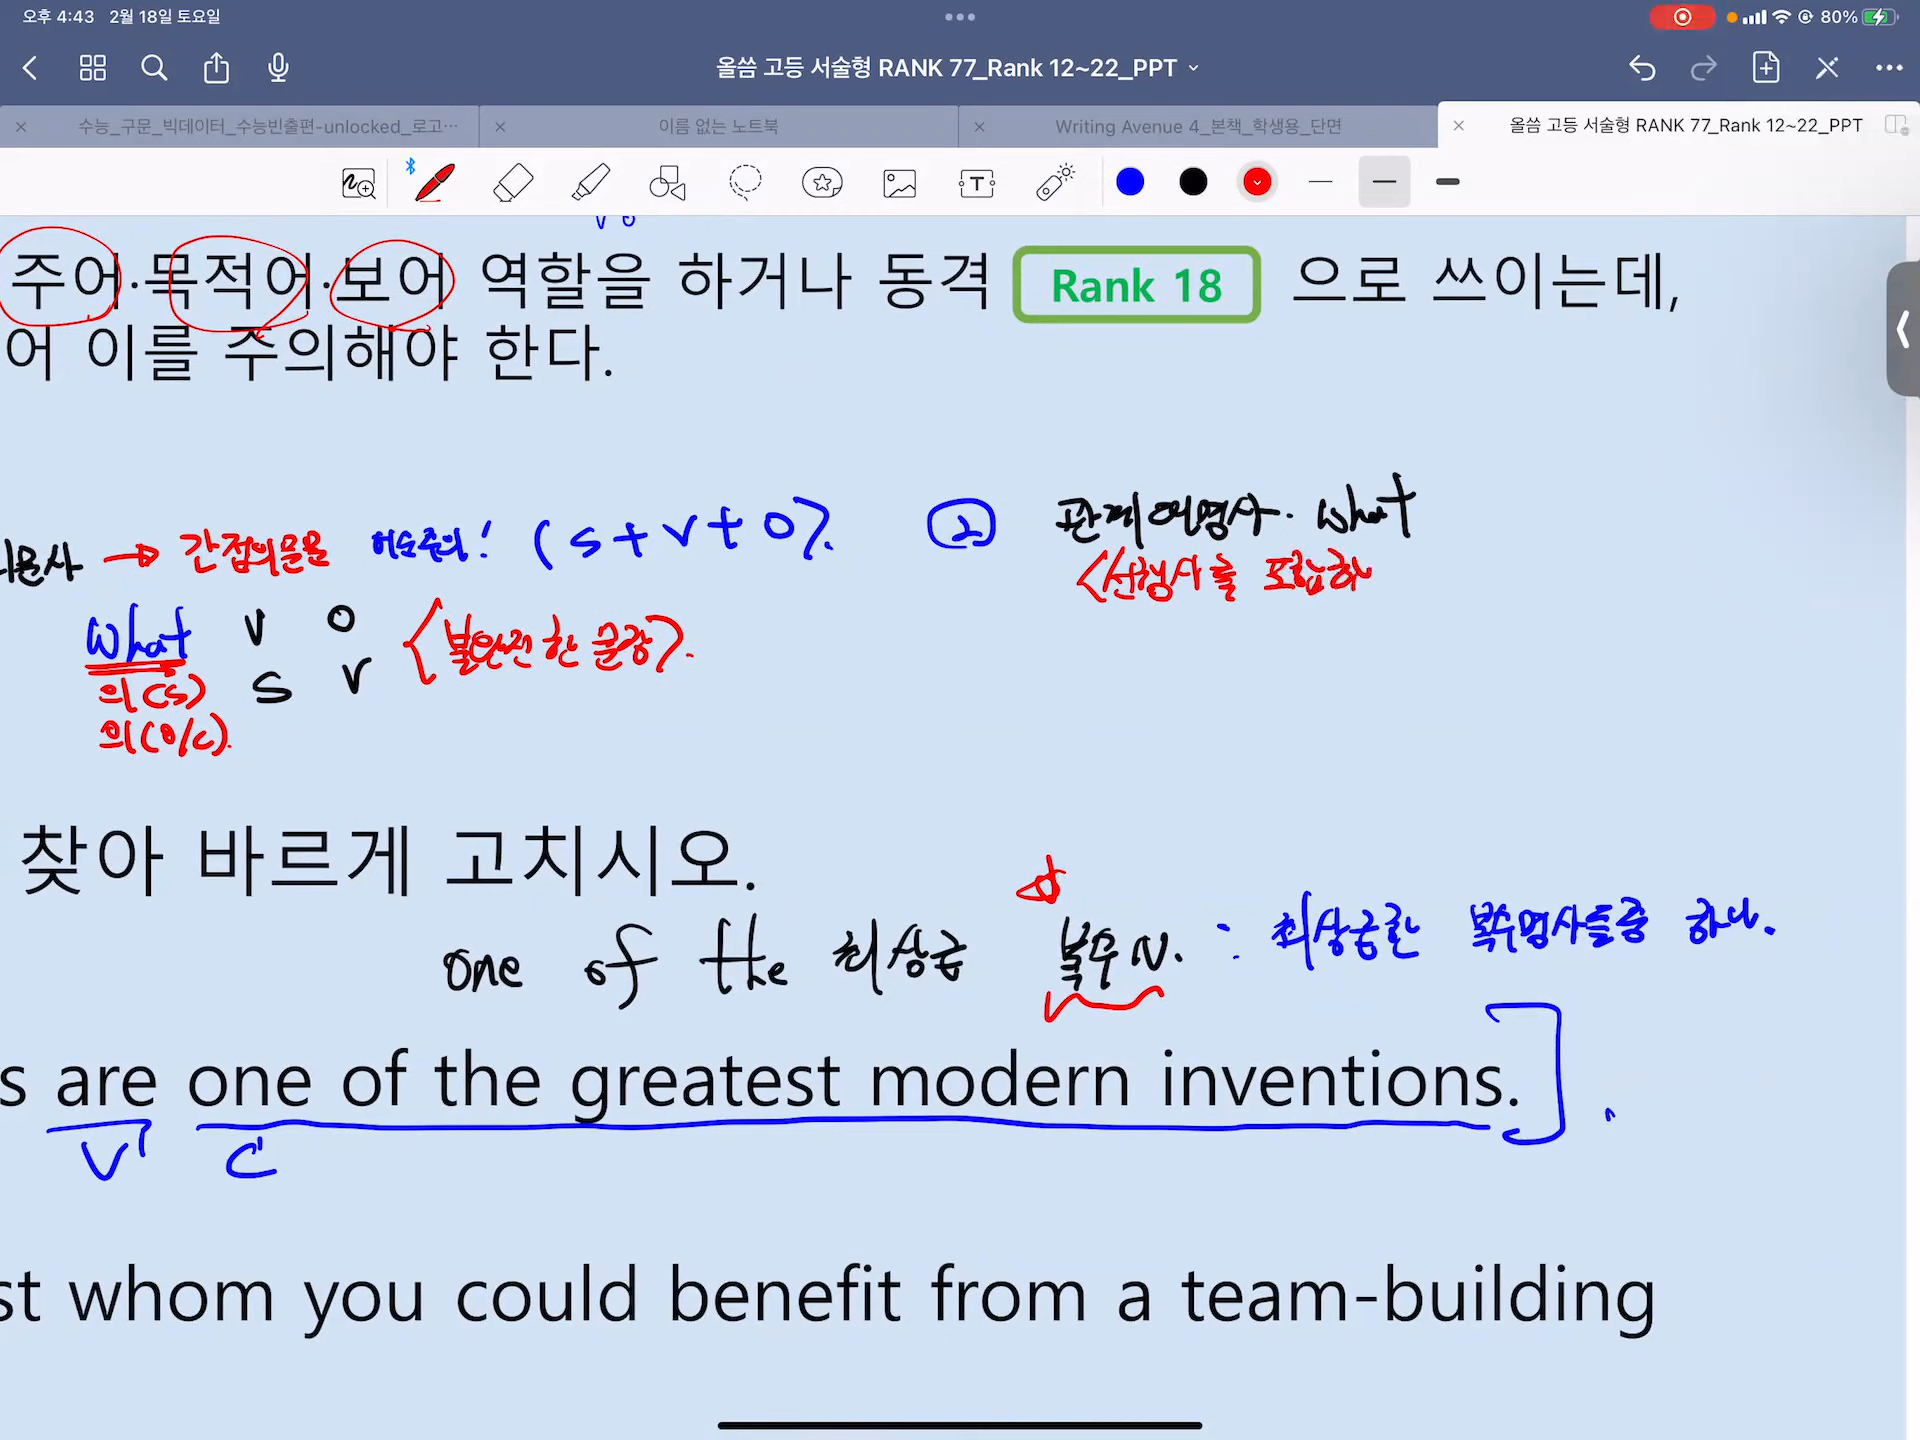 오후 4:43 2월 18일 토요일
80%
올씀 고등 서술형 RANK 77_Rank 12~22_PPT
수능_구문_빅데이터_수능빈출편-unlocked_로고…
이름 없는 노트북
Writing Avenue 4_본책_학생용_단면
올씀 고등 서술형 RANK 77_Rank 12~22_PPT
주어·목적어·보어 역할을 하거나 동격 Rank 18 으로 쓰이는데,
어 이를 주의해야 한다.
의문사 → 간접의문문 어순주의! (s+v+o).
② 관계대명사. what
<선행사를 포함하
what v o <불완전한 문장>.
의(s) s v
의(o/c).
찾아 바르게 고치시오.
one of the 최상급 복수 N. : 최상급한 복수명사들중 하나.
s are one of the greatest modern inventions.
V C
st whom you could benefit from a team-building